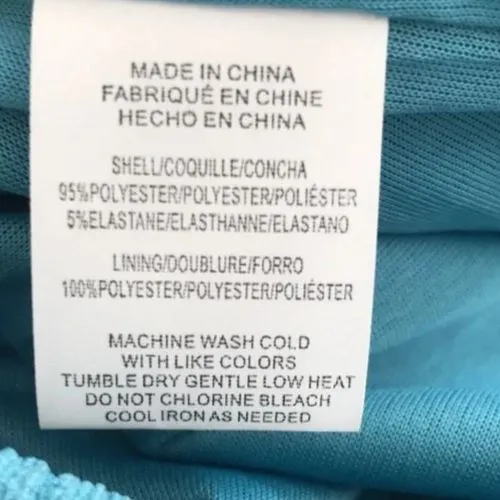 MADE IN CHINA
FABRIQUÉ EN CHINE
HECHO EN CHINA
SHELL/COQUILLE/CONCHA
95%POLYESTER/POLYESTER/POLIÉSTER
5%ELASTANE/ELASTHANNE/ELASTANO
LINING/DOUBLURE/FORRO
100%POLYESTER/POLYESTER/POLIÉSTER
MACHINE WASH COLD
WITH LIKE COLORS
TUMBLE DRY GENTLE LOW HEAT
DO NOT CHLORINE BLEACH
COOL IRON AS NEEDED